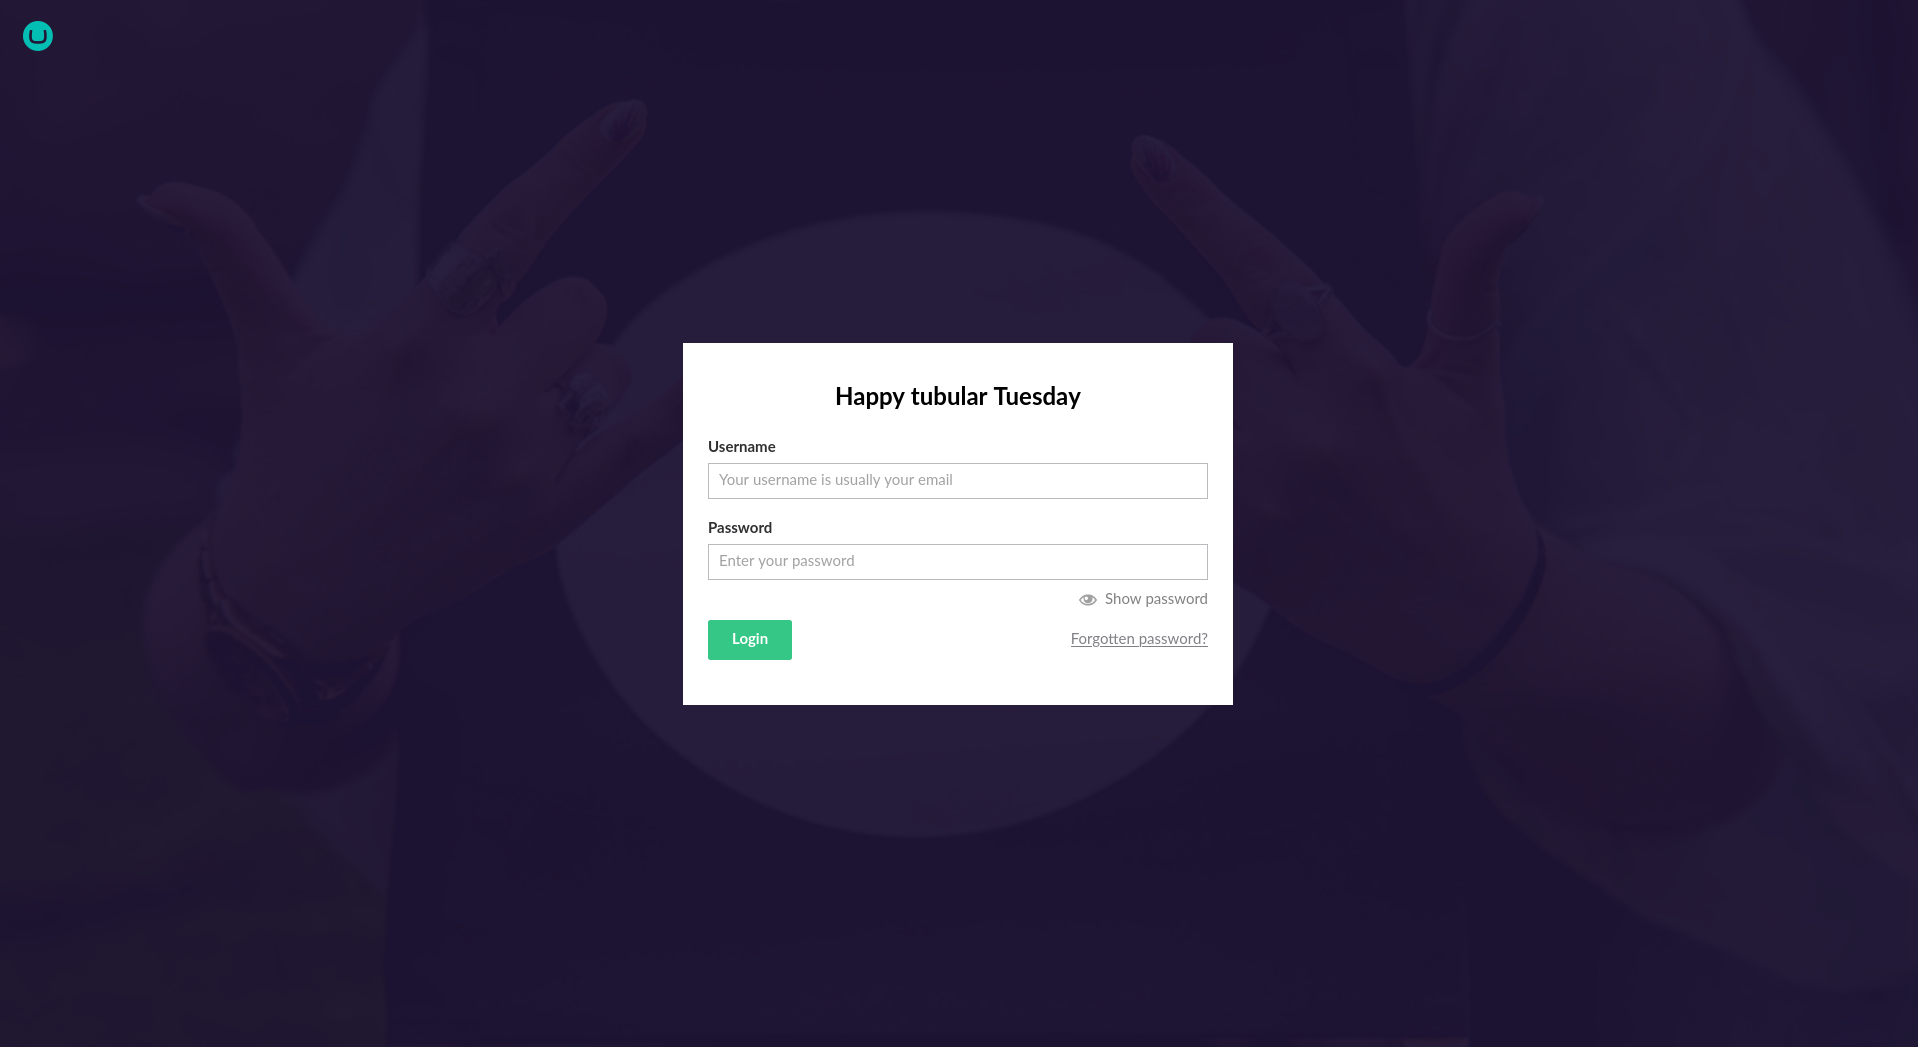 Happy tubular Tuesday
Username
Your username is usually your email
Password
Enter your password
Show password
Login
Forgotten password?